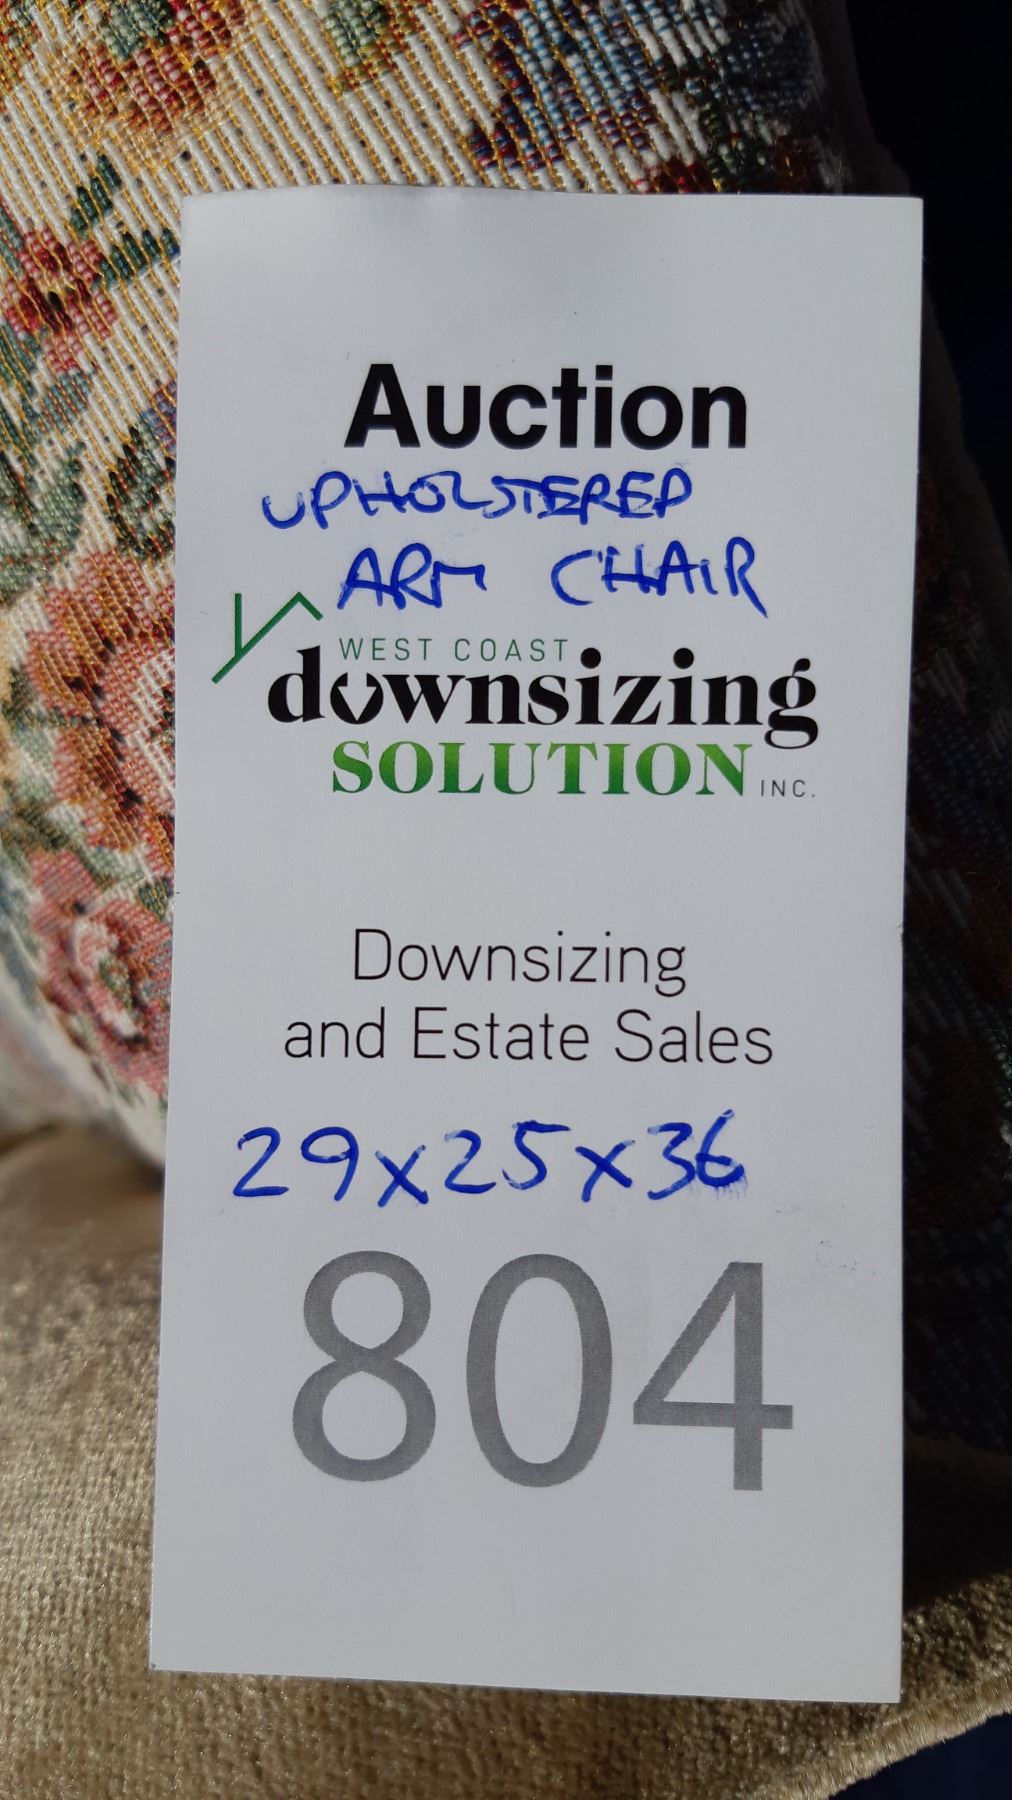 Auction
UPHOLSTERED
ARM CHAIR
WEST COAST
downsizing
SOLUTION INC.
Downsizing
and Estate Sales
29x25x36
804